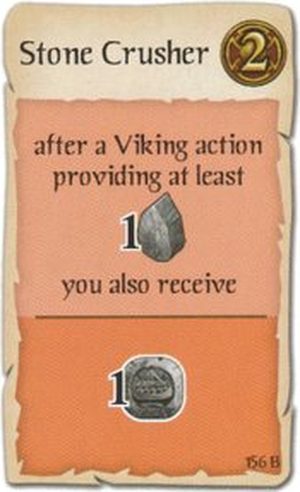 Stone Crusher 2
after a Viking action
providing at least
1
you also receive
1
156 B